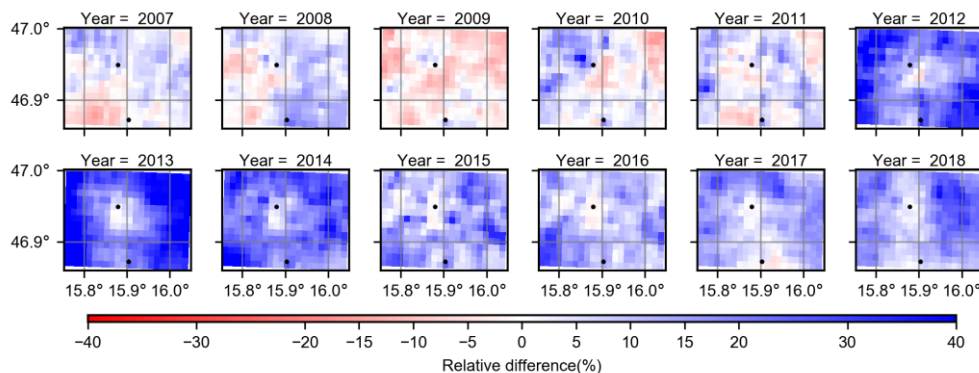 Year = 2007 Year = 2008 Year = 2009 Year = 2010 Year = 2011 Year = 2012
47.0°
46.9°
Year = 2013 Year = 2014 Year = 2015 Year = 2016 Year = 2017 Year = 2018
47.0°
46.9°
15.8° 15.9° 16.0° 15.8° 15.9° 16.0° 15.8° 15.9° 16.0° 15.8° 15.9° 16.0° 15.8° 15.9° 16.0° 15.8° 15.9° 16.0°
−40 −30 −20 −15 −10 −5 0 5 10 15 20 30 40
Relative difference(%)